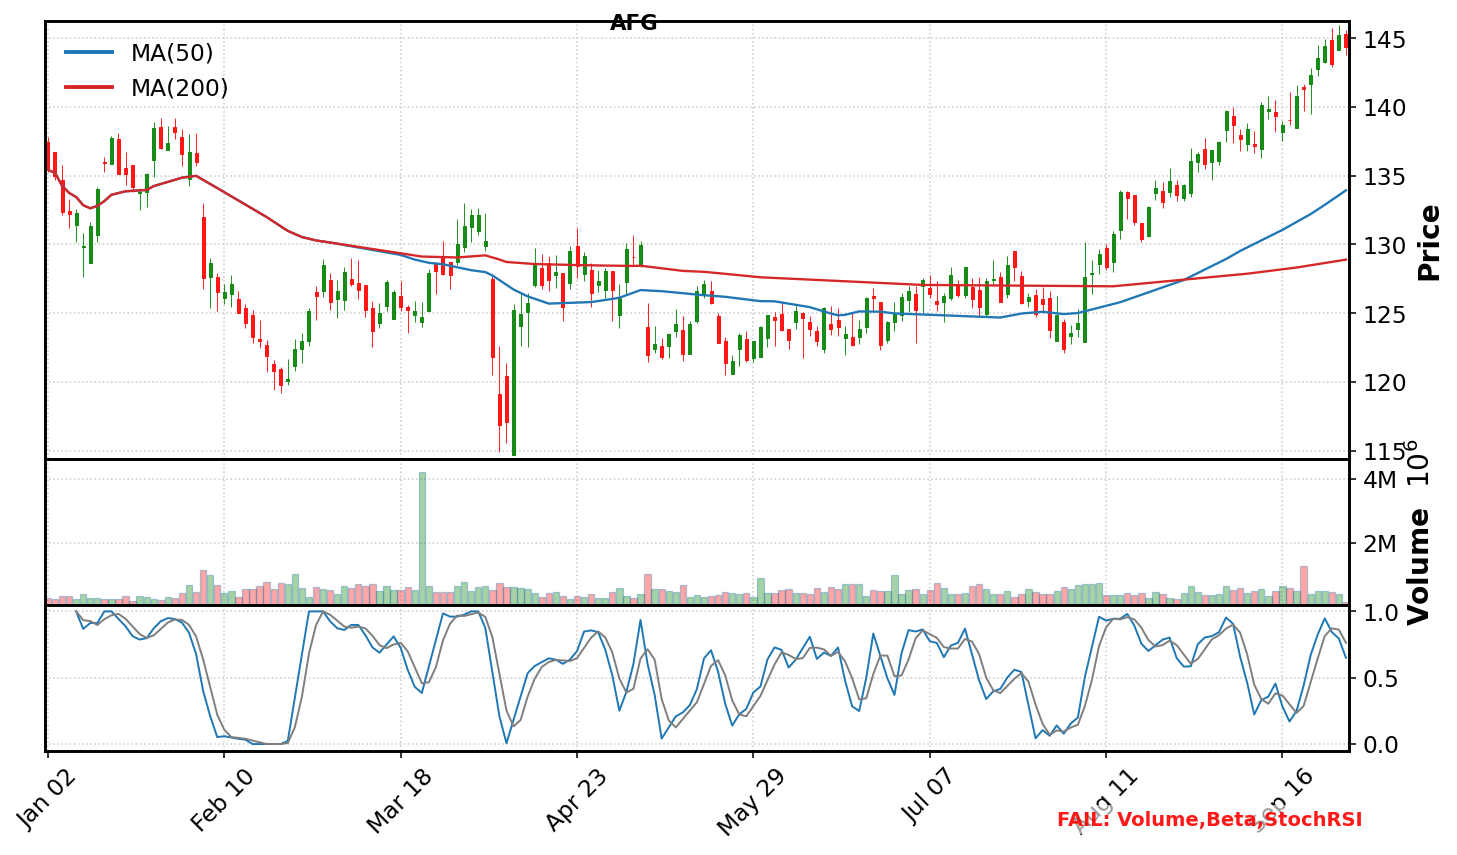 AFG
MA(50)
MA(200)
145
140
135
130
125
120
115
Price
10^6
4M
2M
Volume
1.0
0.5
0.0
Jan 02
Feb 10
Mar 18
Apr 23
May 29
Jul 07
Aug 11
Sep 16
FAIL: Volume,Beta,StochRSI